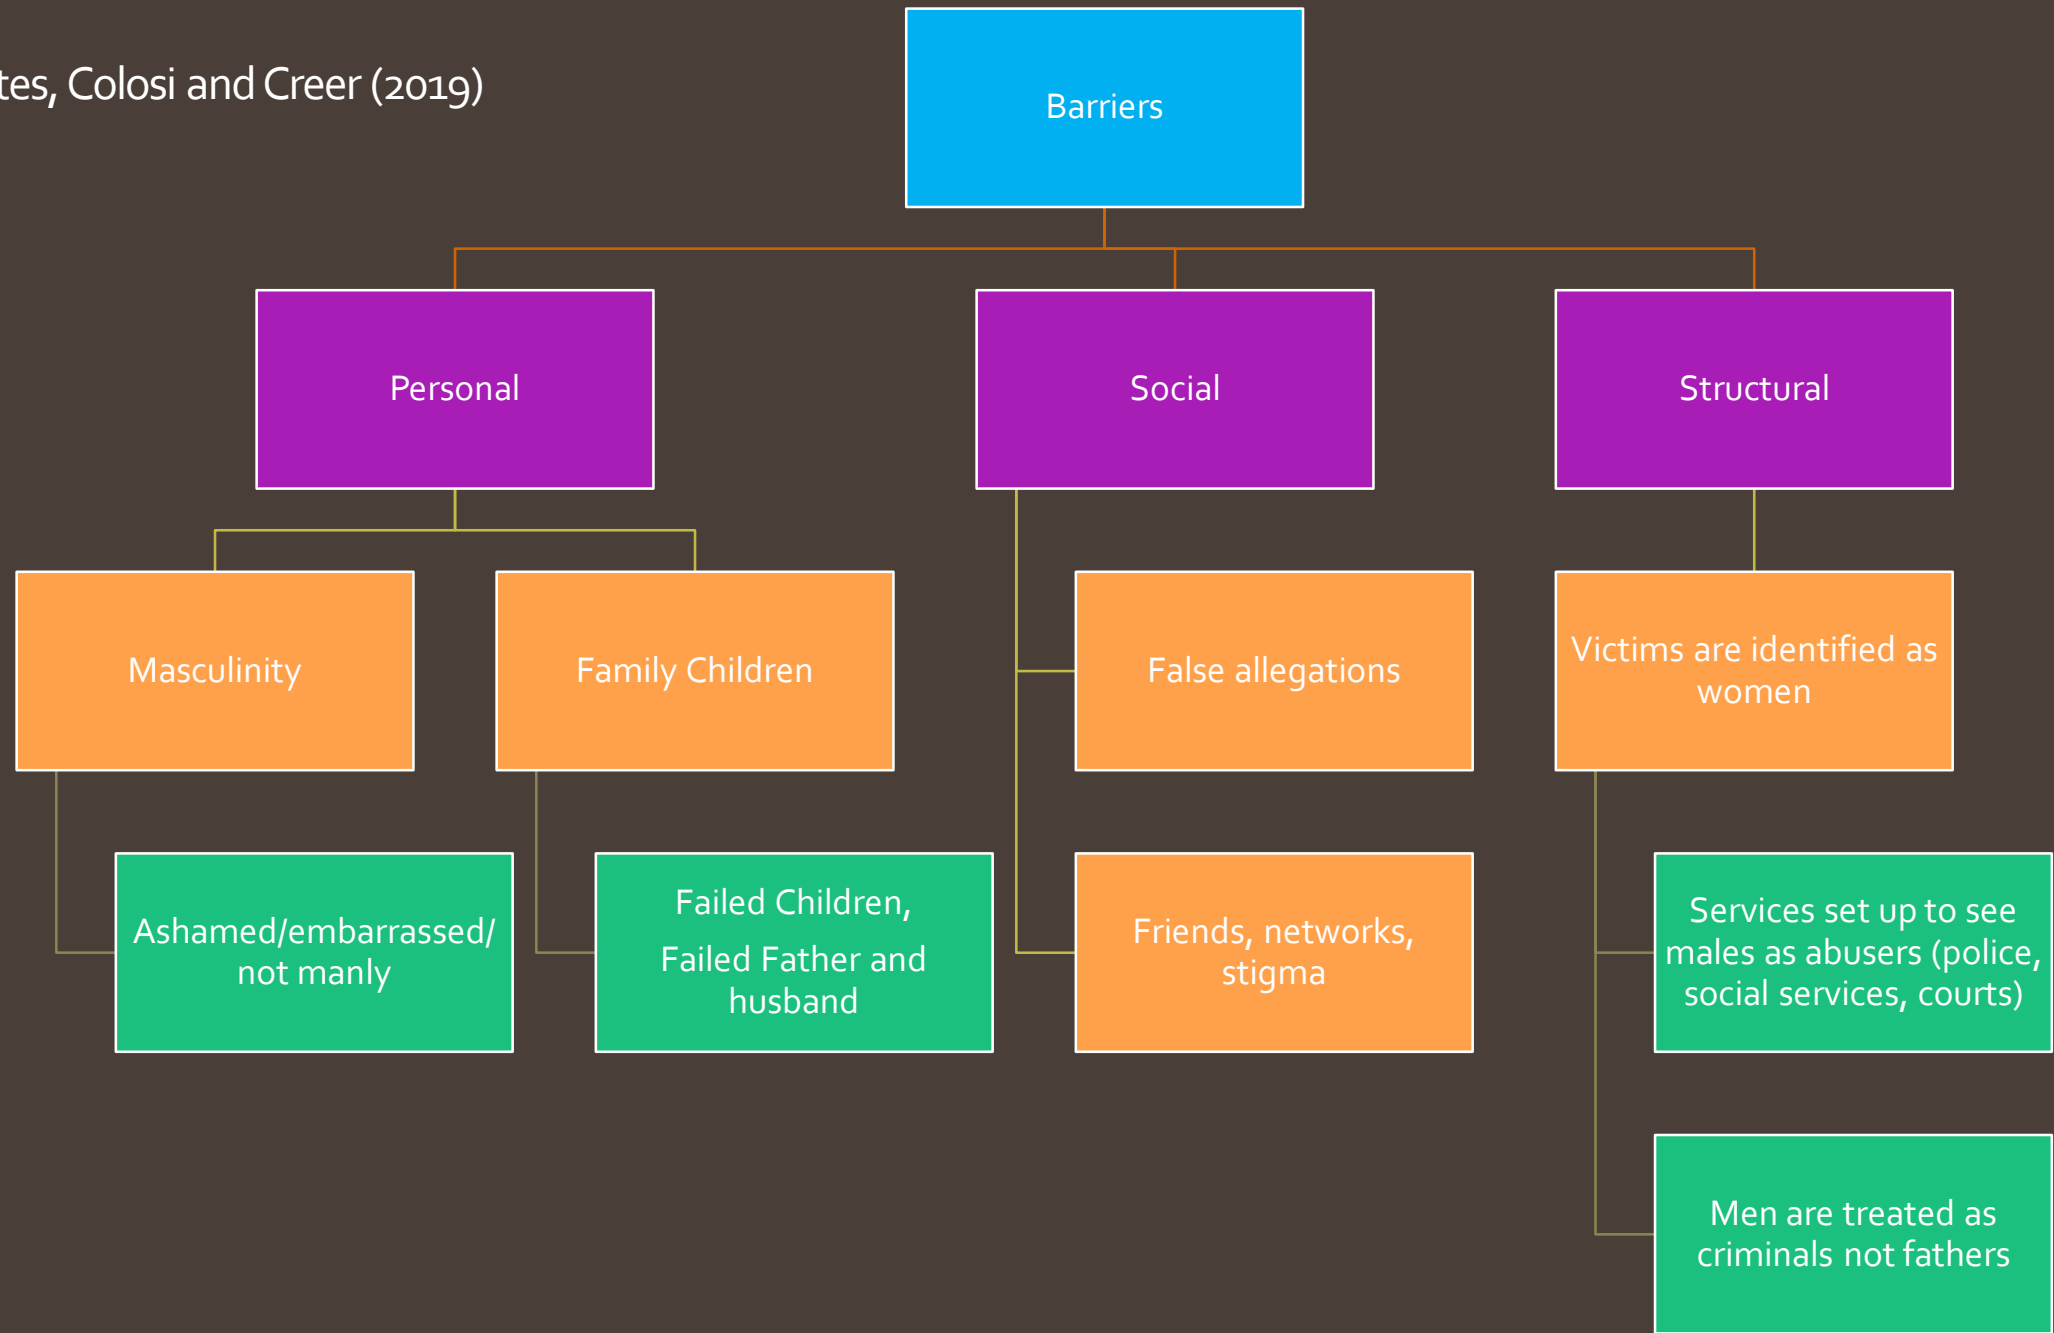 Colosi and Creer (2019)
Barriers
Personal
Social
Structural
Masculinity
Family Children
False allegations
Victims are identified as
women
Ashamed/embarrassed/
not manly
Failed Children,
Failed Father and
husband
Friends, networks,
stigma
Services set up to see
males as abusers (police,
social services, courts)
Men are treated as
criminals not fathers